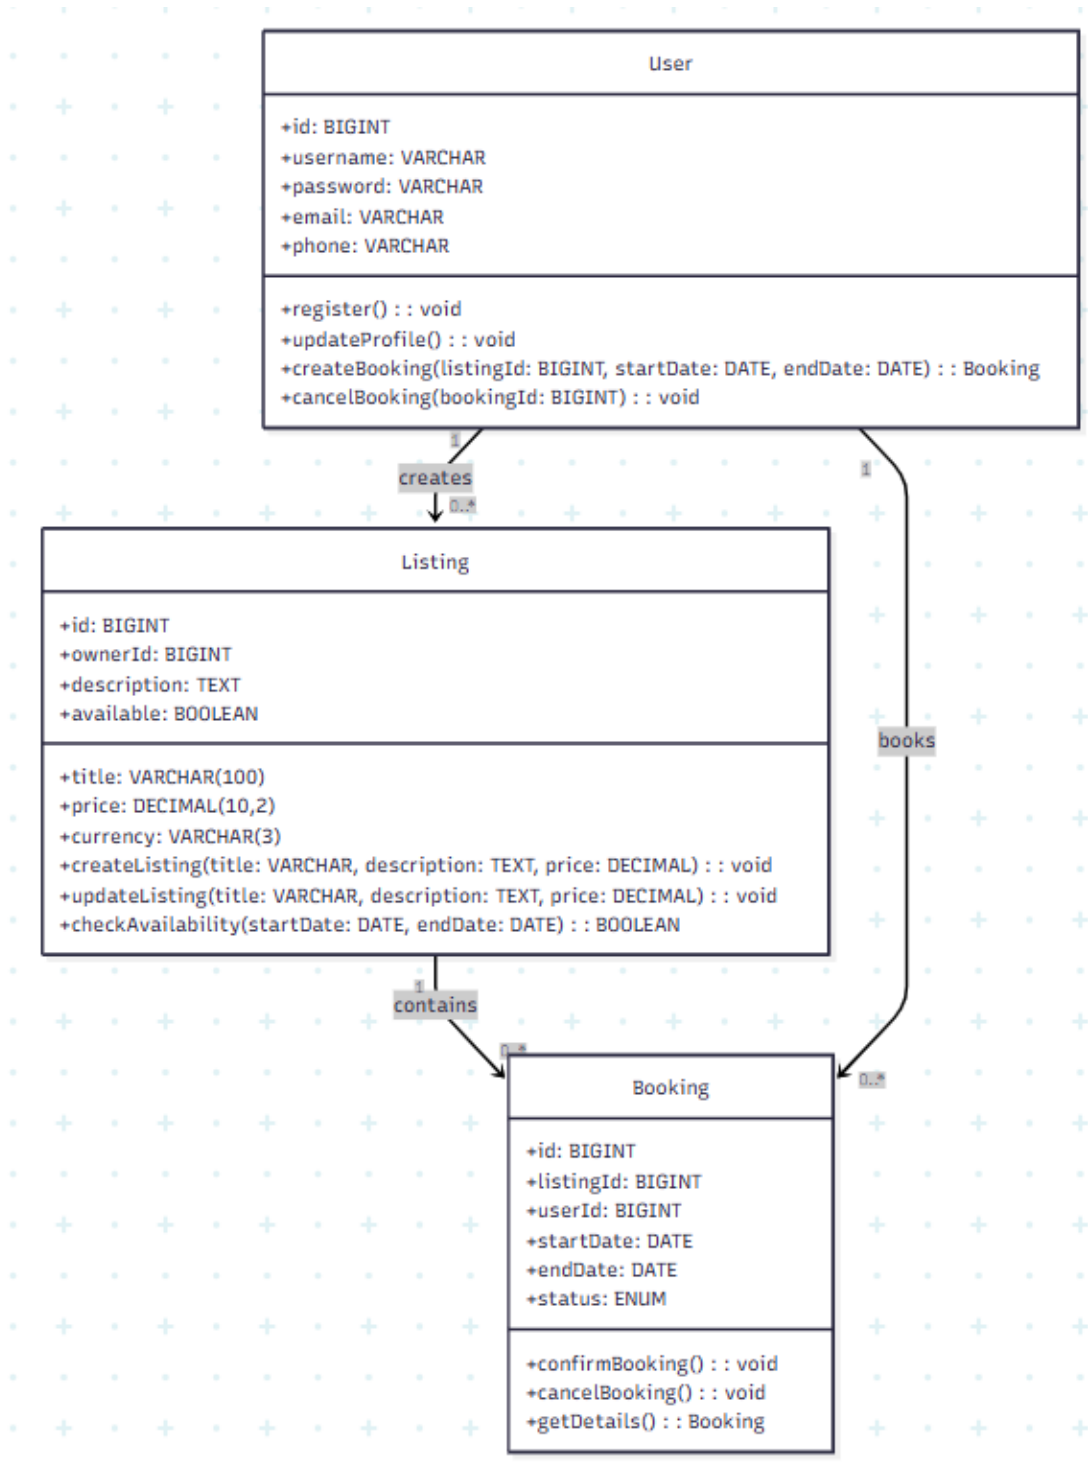 User
+id: BIGINT
+username: VARCHAR
+password: VARCHAR
+email: VARCHAR
+phone: VARCHAR
+register() : : void
+updateProfile() : : void
+createBooking(listingId: BIGINT, startDate: DATE, endDate: DATE) : : Booking
+cancelBooking(bookingId: BIGINT) : : void
1
creates
0..*
1
books
0..*
Listing
+id: BIGINT
+ownerId: BIGINT
+description: TEXT
+available: BOOLEAN
+title: VARCHAR(100)
+price: DECIMAL(10,2)
+currency: VARCHAR(3)
+createListing(title: VARCHAR, description: TEXT, price: DECIMAL) : : void
+updateListing(title: VARCHAR, description: TEXT, price: DECIMAL) : : void
+checkAvailability(startDate: DATE, endDate: DATE) : : BOOLEAN
1
contains
0..*
Booking
+id: BIGINT
+listingId: BIGINT
+userId: BIGINT
+startDate: DATE
+endDate: DATE
+status: ENUM
+confirmBooking() : : void
+cancelBooking() : : void
+getDetails() : : Booking